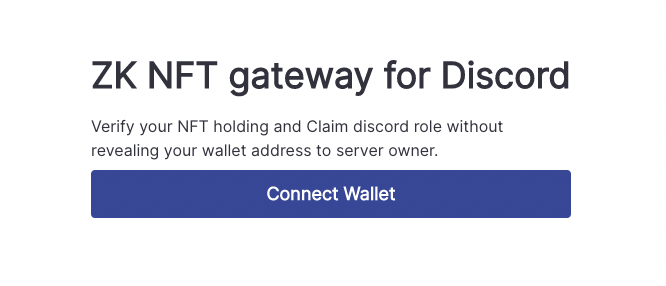 ZK NFT gateway for Discord
Verify your NFT holding and Claim discord role without
revealing your wallet address to server owner.
Connect Wallet